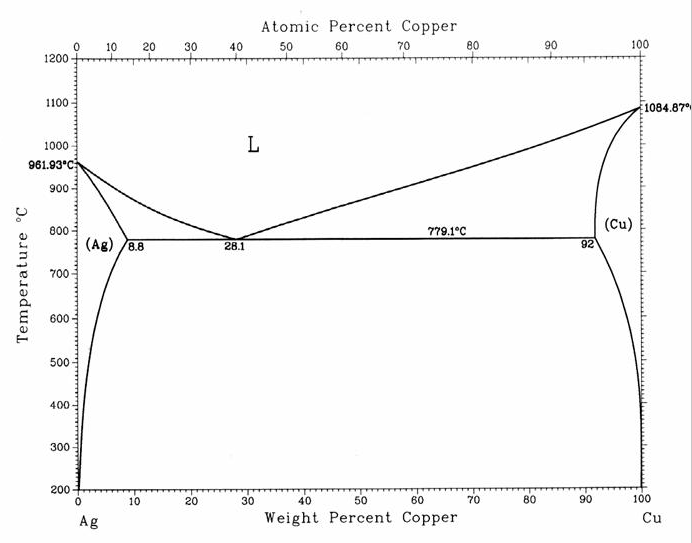 Atomic Percent Copper
0 10 20 30 40 50 60 70 80 90 100
1200
1100
1084.87°
1000
L
961.93°C
900
800
(Ag)
(Cu)
779.1°C
8.8
28.1
92
700
600
500
400
300
200
Temperature °C
0 10 20 30 40 50 60 70 80 90 100
Ag
Weight Percent Copper
Cu